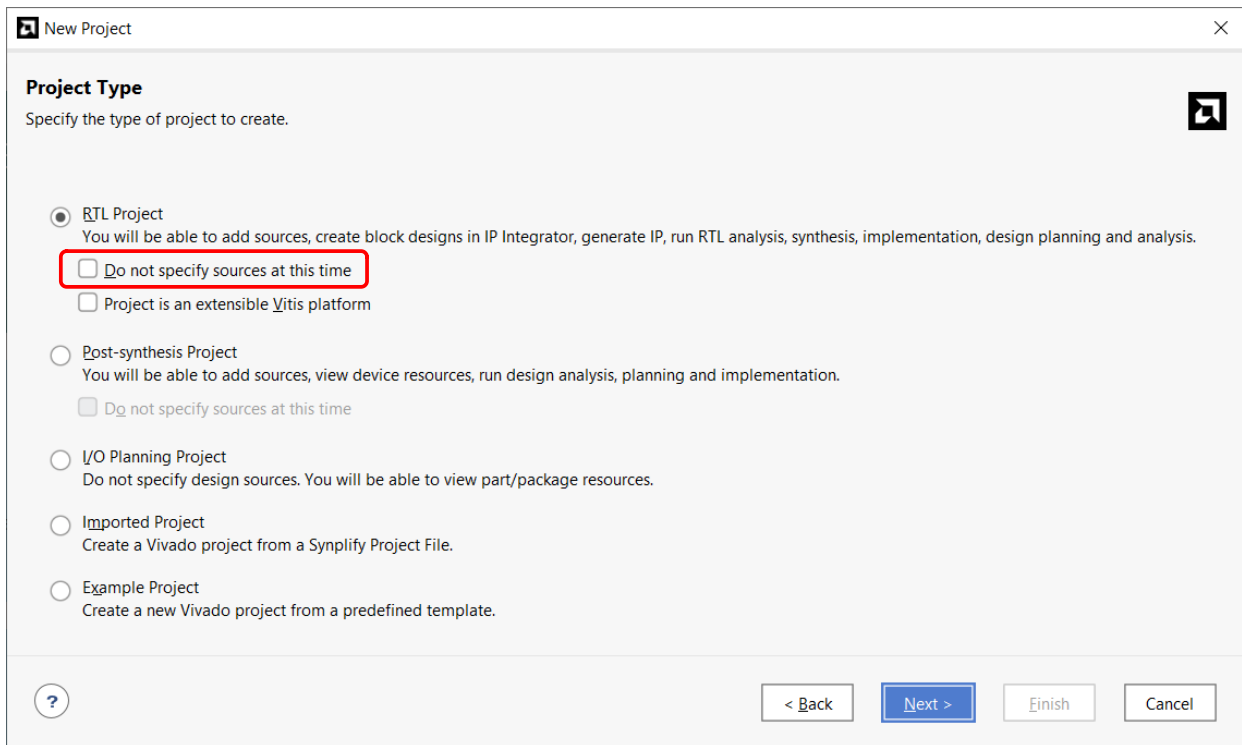 New Project
Project Type
Specify the type of project to create.
RTL Project
You will be able to add sources, create block designs in IP Integrator, generate IP, run RTL analysis, synthesis, implementation, design planning and analysis.
Do not specify sources at this time
Project is an extensible Vitis platform
Post-synthesis Project
You will be able to add sources, view device resources, run design analysis, planning and implementation.
Do not specify sources at this time
I/O Planning Project
Do not specify design sources. You will be able to view part/package resources.
Imported Project
Create a Vivado project from a Synplify Project File.
Example Project
Create a new Vivado project from a predefined template.
? < Back Next > Finish Cancel